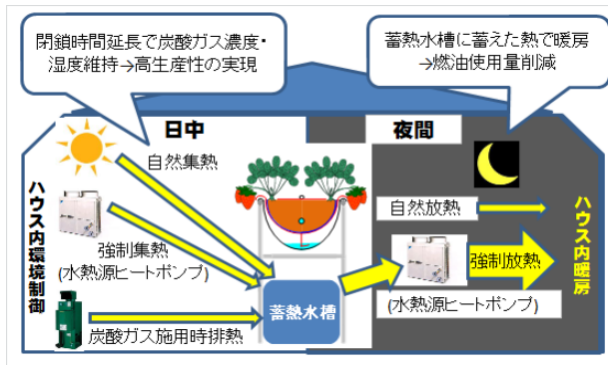 閉鎖時間延長で炭酸ガス濃度・
湿度維持→高生産性の実現
蓄熱水槽に蓄えた熱で暖房
→燃油使用量削減
日中
夜間
自然集熱
ハウス内環境制御
強制集熱
(水熱源ヒートポンプ)
炭酸ガス施用時排熱
蓄熱水槽
自然放熱
強制放熱
(水熱源ヒートポンプ)
ハウス内暖房